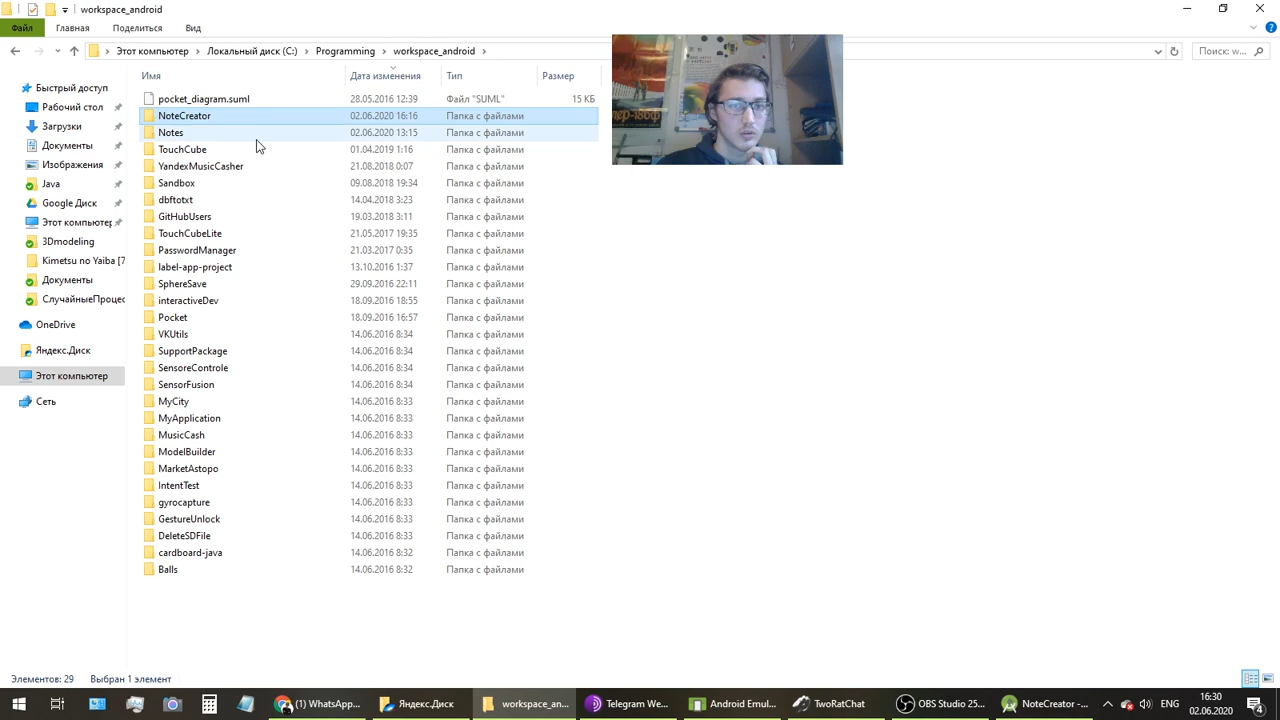 workspace_android
Файл Главная Поделиться Вид
Этот компьютер Локальный диск (C:) Programming workspace_android
Поиск: w...
Имя Дата изменения Тип Размер
pocket_diagram.suml 28.05.2016 12:39 Файл "SUML" 15 КБ
NoteCreator 02.06.2020 16:16 Папка с файлами
Notes 02.06.2020 13:15 Папка с файлами
TouchCube 01.04.2019 1:16 Папка с файлами
YandexMusicCasher 21.08.2018 0:07 Папка с файлами
Sandbox 09.08.2018 19:34 Папка с файлами
dbftotxt 14.04.2018 3:23 Папка с файлами
GitHubUsers 19.03.2018 3:11 Папка с файлами
TouchCubeLite 21.05.2017 19:35 Папка с файлами
PasswordManager 21.03.2017 0:35 Папка с файлами
label-app-project 13.10.2016 1:37 Папка с файлами
SphereSave 29.09.2016 22:11 Папка с файлами
interactiveDev 18.09.2016 18:55 Папка с файлами
Pocket 18.09.2016 16:57 Папка с файлами
VKUtils 14.06.2016 8:34 Папка с файлами
SupportPackage 14.06.2016 8:34 Папка с файлами
SensoreControle 14.06.2016 8:34 Папка с файлами
SensorFusion 14.06.2016 8:34 Папка с файлами
MyCity 14.06.2016 8:33 Папка с файлами
MyApplication 14.06.2016 8:33 Папка с файлами
MusicCash 14.06.2016 8:33 Папка с файлами
ModelBuilder 14.06.2016 8:33 Папка с файлами
MarketAstopo 14.06.2016 8:33 Папка с файлами
IntentTest 14.06.2016 8:33 Папка с файлами
gyrocapture 14.06.2016 8:33 Папка с файлами
GestureUnlock 14.06.2016 8:33 Папка с файлами
DeleteSDFile 14.06.2016 8:33 Папка с файлами
cardboard-java 14.06.2016 8:32 Папка с файлами
Balls 14.06.2016 8:32 Папка с файлами
Быстрый доступ
Рабочий стол
Загрузки
Документы
Изображения
Java
Google Диск
Этот компьютер
3Dmodeling
Kimetsu no Yaiba [7
Документы
СлучайныеПроцес
OneDrive
Яндекс.Диск
Этот компьютер
Сеть
Элементов: 29 Выбран 1 элемент
(1) WhatsApp... Яндекс.Диск workspace_an... Telegram We... Android Emul... TwoRatChat OBS Studio 25... NoteCreator -... ENG 16:30
02.06.2020
4